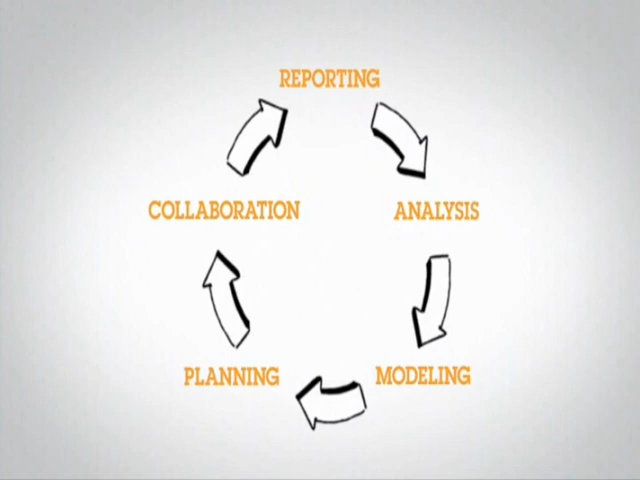 REPORTING
COLLABORATION
ANALYSIS
PLANNING
MODELING